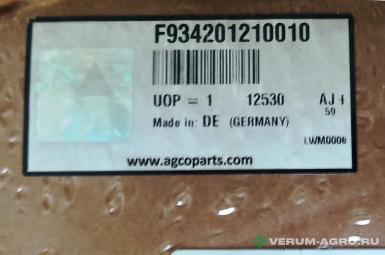 F934201210010
UOP = 1 12530 AJ
59
Made in: DE (GERMANY)
LWM0006
www.agcoparts.com
VERUM-AGRO.RU